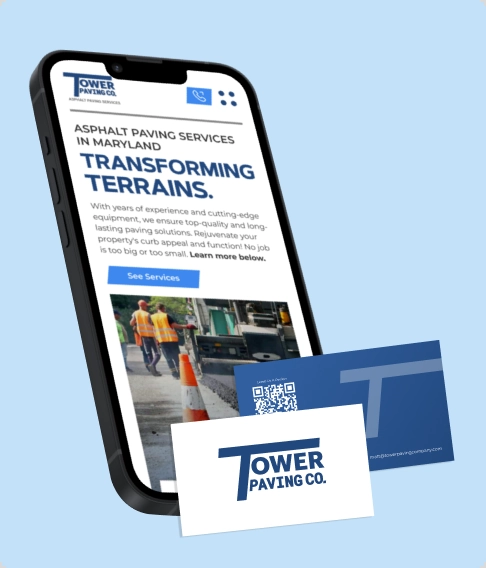 TOWER
PAVING CO.
ASPHALT PAVING SERVICES
ASPHALT PAVING SERVICES
IN MARYLAND
TRANSFORMING
TERRAINS.
With years of experience and cutting-edge
equipment, we ensure top-quality and long-
lasting paving solutions. Rejuvenate your
property's curb appeal and function! No job
is too big or too small. Learn more below.
See Services
matt@towerpavingcompany.com
TOWER
PAVING CO.